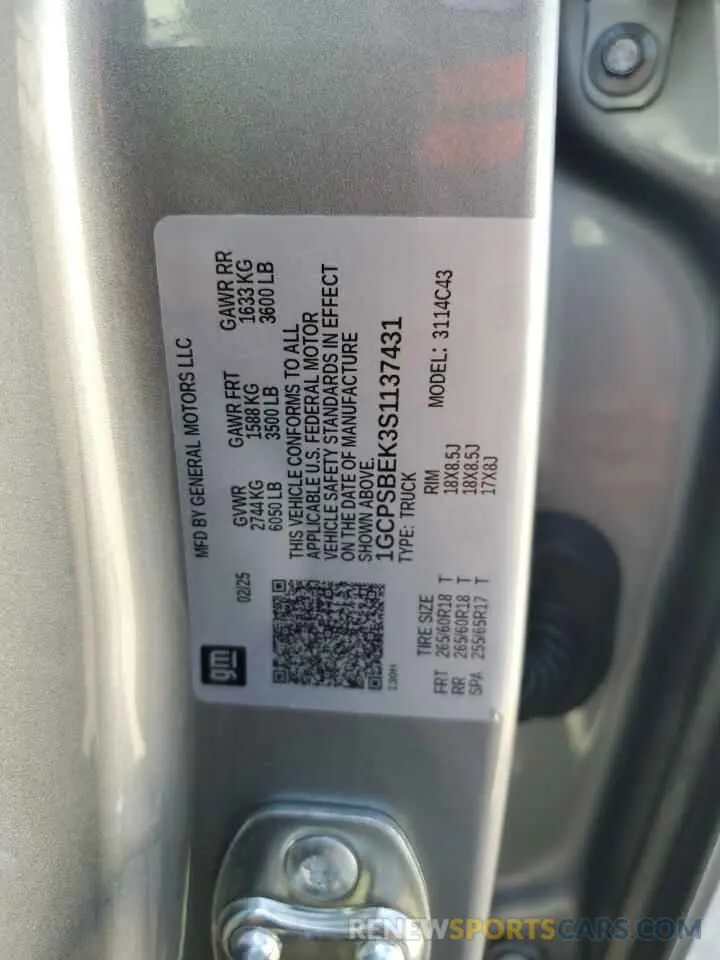 MFD BY GENERAL MOTORS LLC
gm
02/25
GVWR GAWR FRT GAWR RR
2744 KG 1588 KG 1633 KG
6050 LB 3500 LB 3600 LB
THIS VEHICLE CONFORMS TO ALL
APPLICABLE U.S. FEDERAL MOTOR
VEHICLE SAFETY STANDARDS IN EFFECT
ON THE DATE OF MANUFACTURE
SHOWN ABOVE.
1GCPSBEK3S1137431
TYPE: TRUCK MODEL: 3114C43
TIRE SIZE RIM
FRT 265/60R18 T 18X8.5J
RR 265/60R18 T 18X8.5J
SPA 255/65R17 T 17X8J
RENEWSPORTSCARS.COM